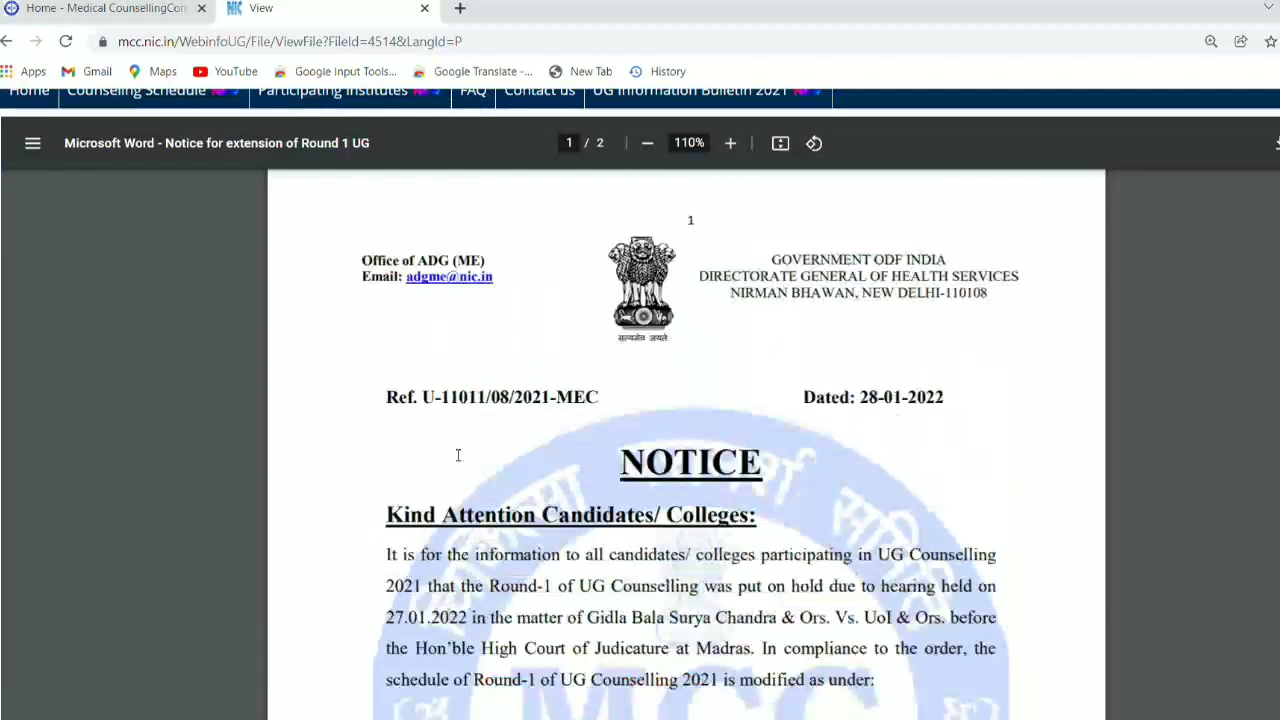 Home - Medical CounsellingCom
View
mcc.nic.in/WebinfoUG/File/ViewFile?FileId=4514&LangId=P
Apps Gmail Maps YouTube Google Input Tools... Google Translate -... New Tab History
Home Counseling Schedule Participating Institutes FAQ Contact us UG Information Bulletin 2021
Microsoft Word - Notice for extension of Round 1 UG 1 / 2 110%
1
Office of ADG (ME)
Email: adgme@nic.in
सत्यमेव जयते
GOVERNMENT ODF INDIA
DIRECTORATE GENERAL OF HEALTH SERVICES
NIRMAN BHAWAN, NEW DELHI-110108
Ref. U-11011/08/2021-MEC Dated: 28-01-2022
NOTICE
Kind Attention Candidates/ Colleges:
It is for the information to all candidates/ colleges participating in UG Counselling
2021 that the Round-1 of UG Counselling was put on hold due to hearing held on
27.01.2022 in the matter of Gidla Bala Surya Chandra & Ors. Vs. UoI & Ors. before
the Hon'ble High Court of Judicature at Madras. In compliance to the order, the
schedule of Round-1 of UG Counselling 2021 is modified as under:
MCC